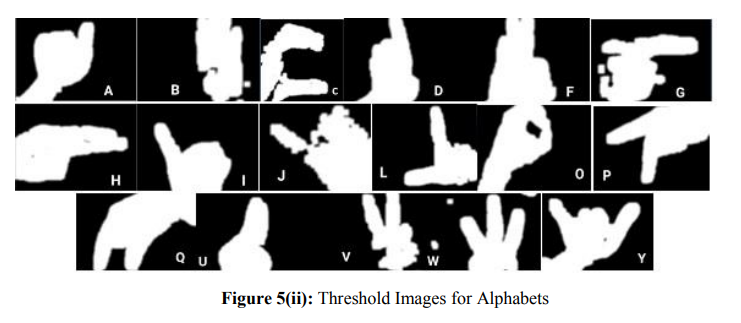 A B C D F G
H I J L O P
Q U V W Y
Figure 5(ii): Threshold Images for Alphabets